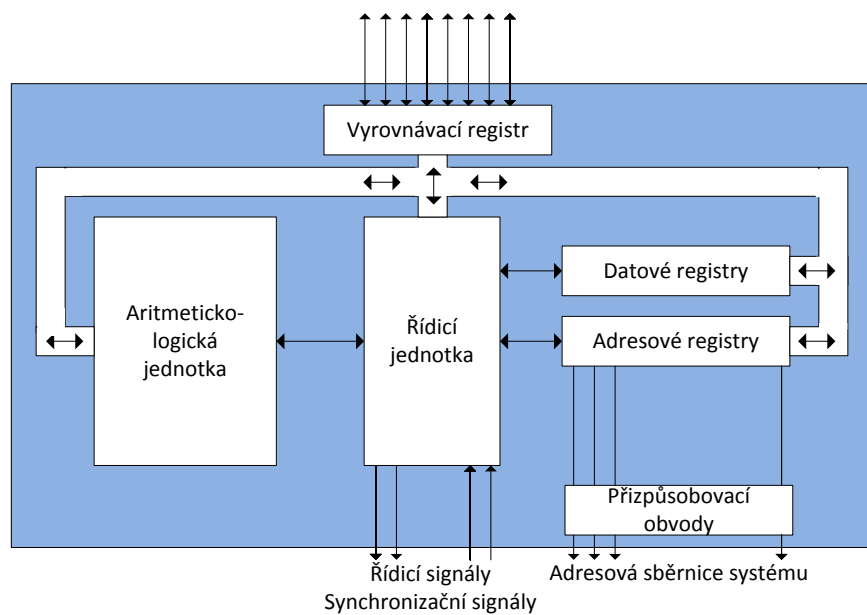 Vyrovnávací registr
Aritmeticko-
logická
jednotka
Řídicí
jednotka
Datové registry
Adresové registry
Přizpůsobovací
obvody
Řídicí signály
Synchronizační signály
Adresová sběrnice systému